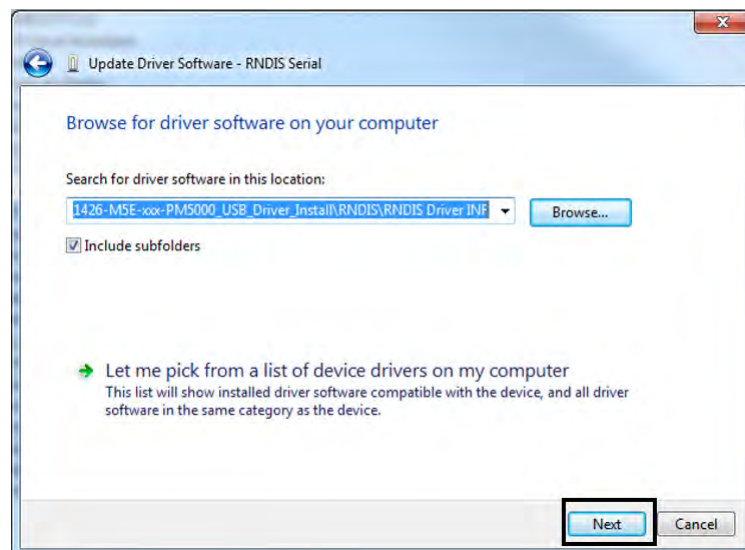 Update Driver Software - RNDIS Serial
Browse for driver software on your computer
Search for driver software in this location:
1426-M5E-xxx-PM5000_USB_Driver_Install\RNDIS\RNDIS Driver INF
Browse...
Include subfolders
Let me pick from a list of device drivers on my computer
This list will show installed driver software compatible with the device, and all driver
software in the same category as the device.
Next
Cancel